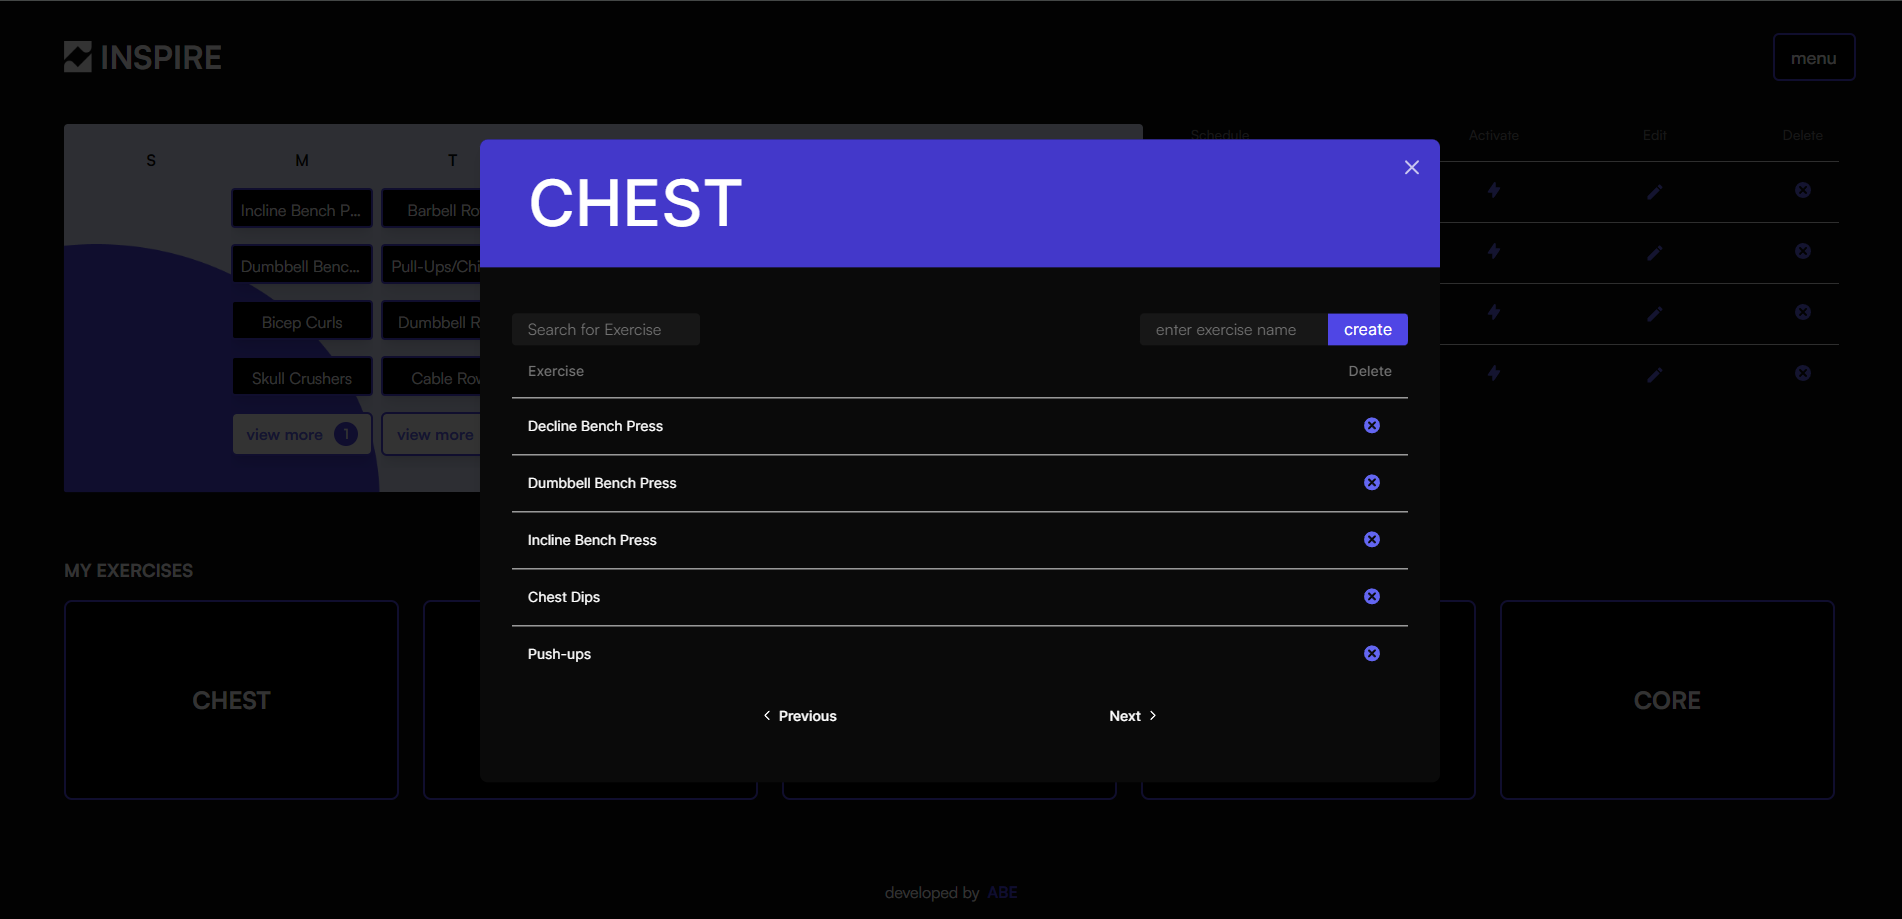 INSPIRE
menu
S M T
Incline Bench P... Barbell Ro
Dumbbell Benc... Pull-Ups/Chi
Bicep Curls Dumbbell R
Skull Crushers Cable Rov
view more 1 view more
Schedule Activate Edit Delete
CHEST
Search for Exercise
enter exercise name create
Exercise Delete
Decline Bench Press
Dumbbell Bench Press
Incline Bench Press
Chest Dips
Push-ups
Previous Next
MY EXERCISES
CHEST
CORE
developed by ABE